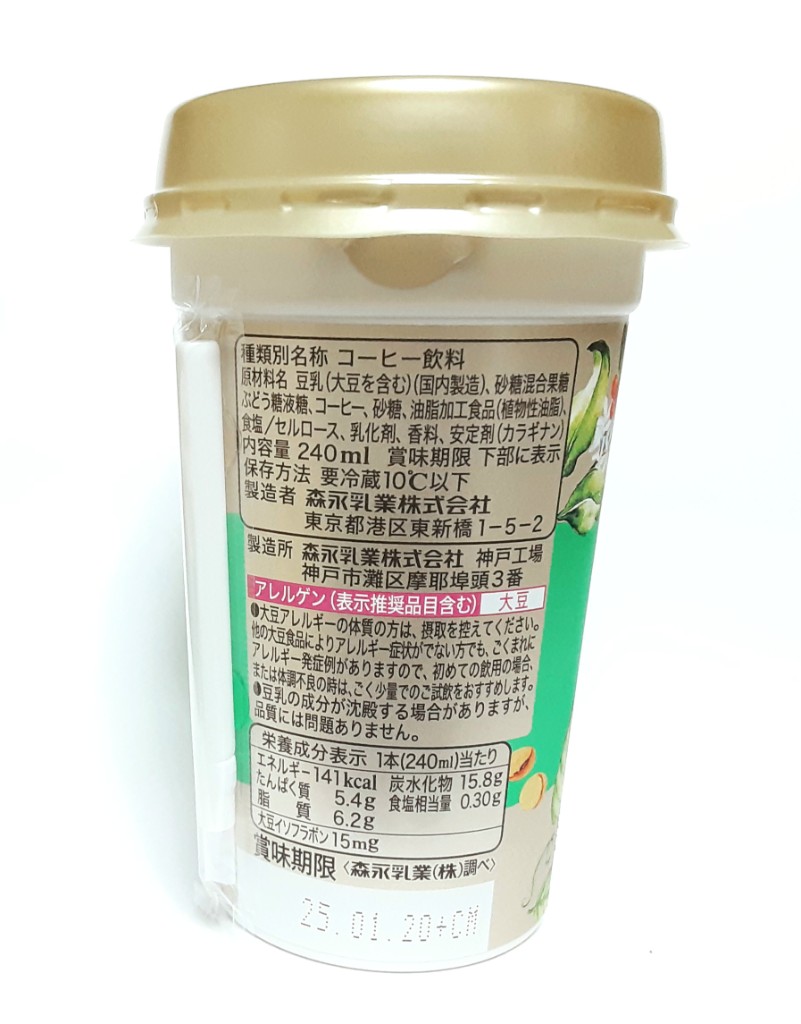 種類別名称 コーヒー飲料
原材料名 豆乳(大豆を含む)(国内製造)、砂糖混合果糖
ぶどう糖液糖、コーヒー、砂糖、油脂加工食品(植物性油脂)、
食塩/セルロース、乳化剤、香料、安定剤(カラギナン)
内容量 240ml 賞味期限 下部に表示
保存方法 要冷蔵10℃以下
製造者 森永乳業株式会社
東京都港区東新橋1-5-2
製造所 森永乳業株式会社 神戸工場
神戸市灘区摩耶埠頭3番
アレルゲン(表示推奨品目含む) 大豆
●大豆アレルギーの体質の方は、摂取を控えてください。
他の大豆食品によりアレルギー症状がでない方でも、ごくまれに
アレルギー発症例がありますので、初めての飲用の場合、
または体調不良の時は、ごく少量でのご試飲をおすすめします。
●豆乳の成分が沈殿する場合がありますが、
品質には問題ありません。
栄養成分表示 1本(240ml)当たり
エネルギー141kcal 炭水化物 15.8g
たんぱく質 5.4g 食塩相当量 0.30g
脂質 6.2g
大豆イソフラボン15mg
賞味期限 〈森永乳業(株)調べ〉
25.01.20+CM